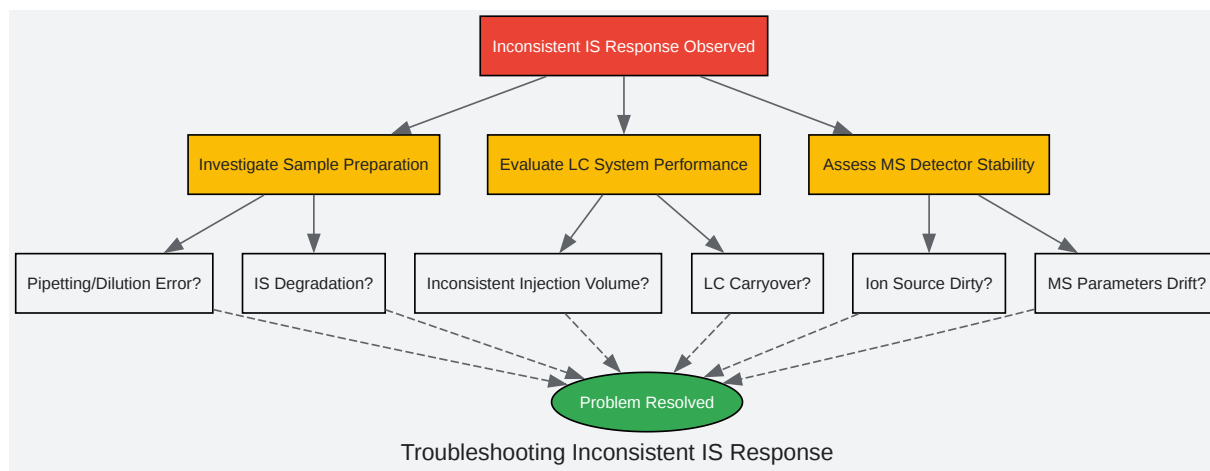 Inconsistent IS Response Observed
Investigate Sample Preparation
Evaluate LC System Performance
Assess MS Detector Stability
Pipetting/Dilution Error?
IS Degradation?
Inconsistent Injection Volume?
LC Carryover?
Ion Source Dirty?
MS Parameters Drift?
Problem Resolved
Troubleshooting Inconsistent IS Response